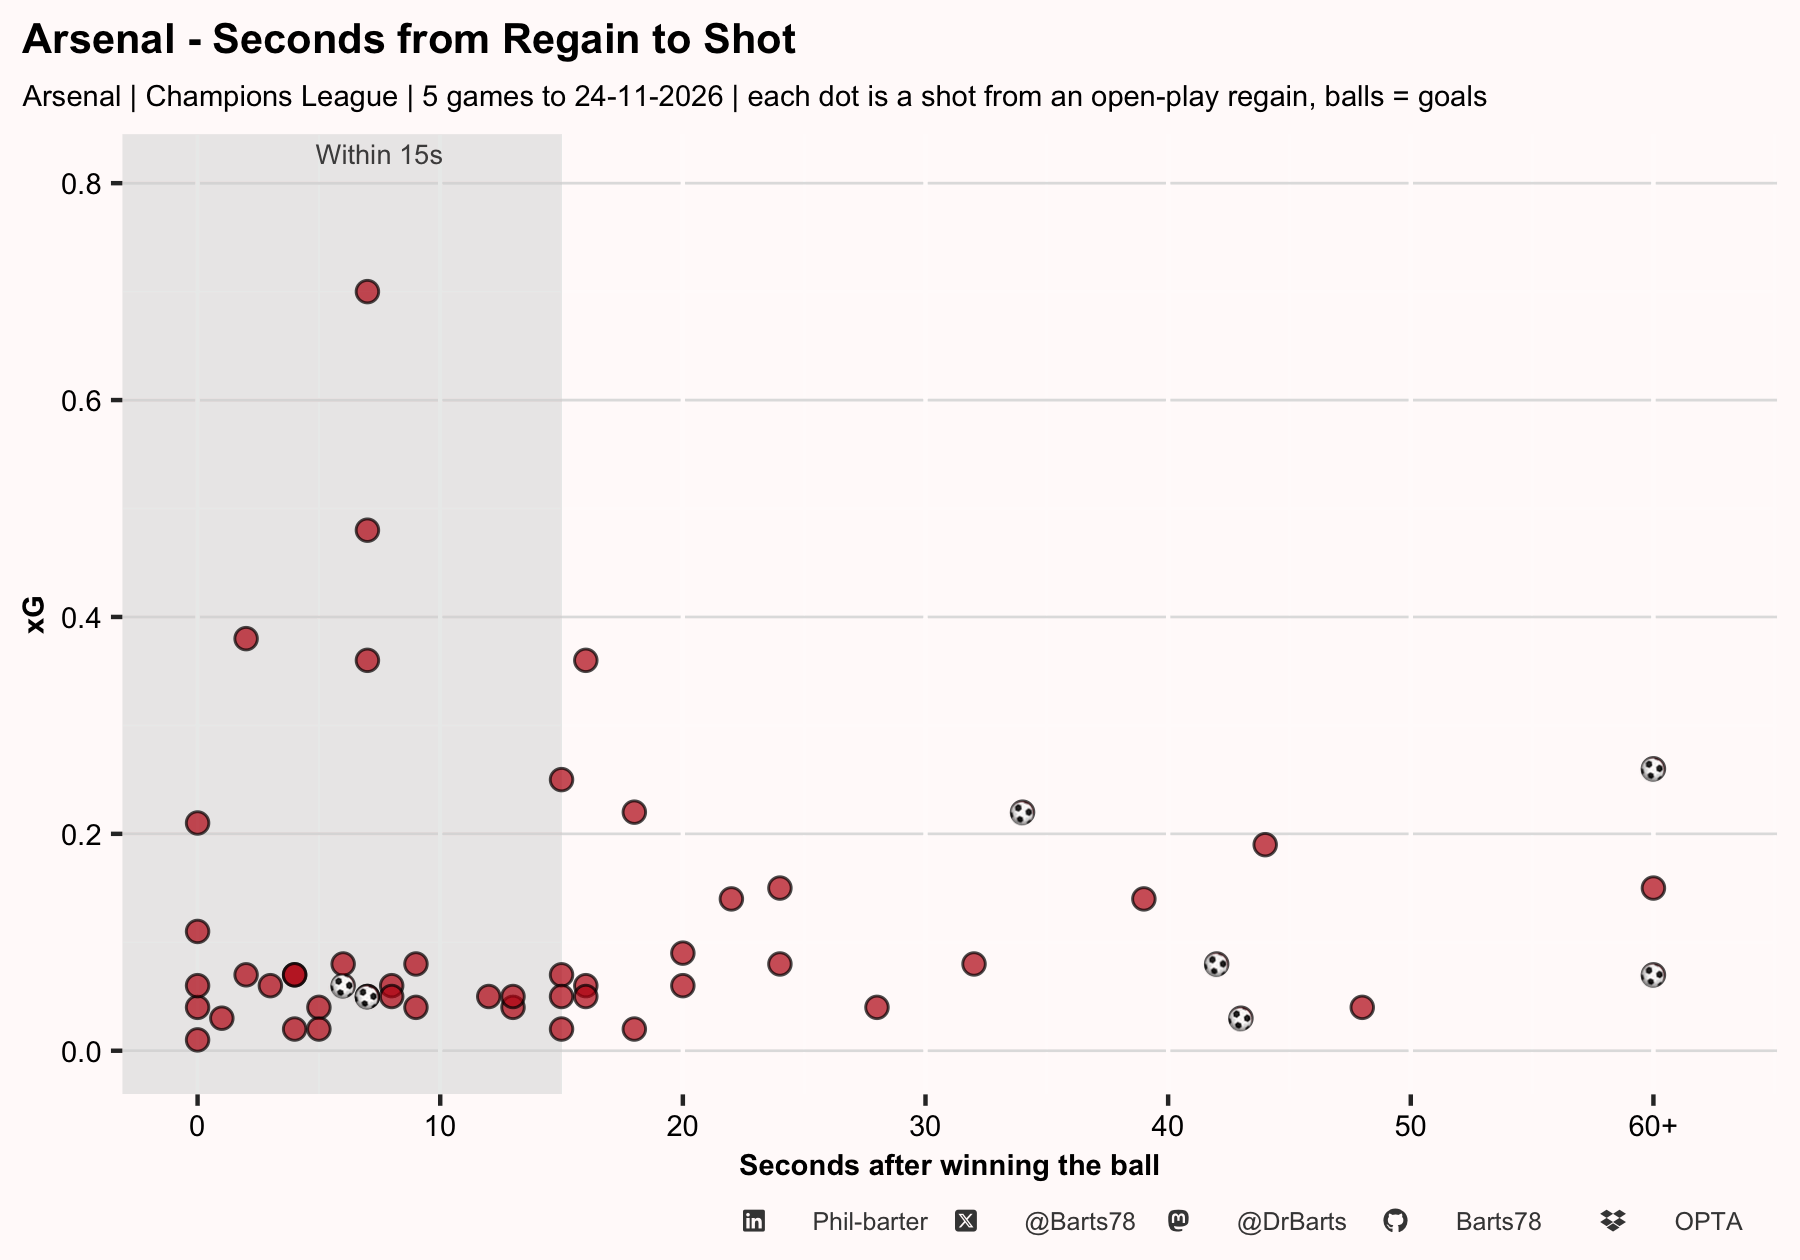 Arsenal - Seconds from Regain to Shot
Arsenal | Champions League | 5 games to 24-11-2026 | each dot is a shot from an open-play regain, balls = goals
Within 15s
0.8
0.6
0.4
0.2
0.0
xG
0 10 20 30 40 50 60+
Seconds after winning the ball
Phil-barter @Barts78 @DrBarts Barts78 OPTA